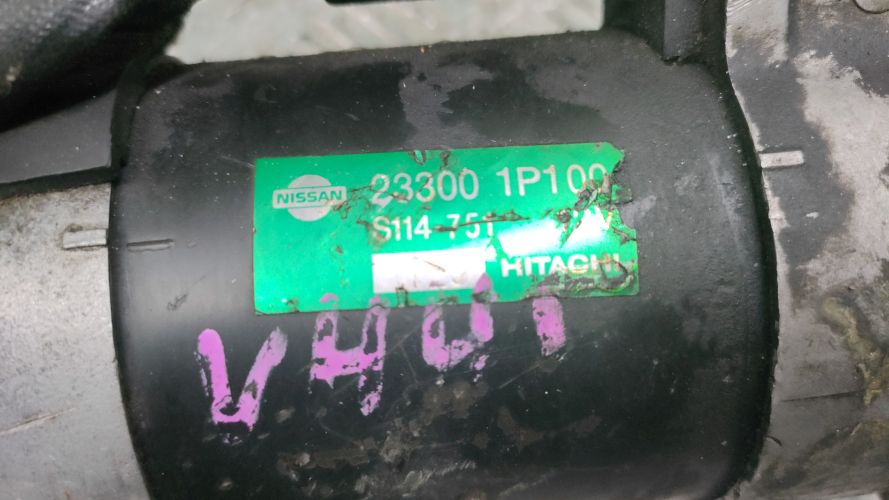 NISSAN
23300 1P100
S114-751 V
HITACHI
V401